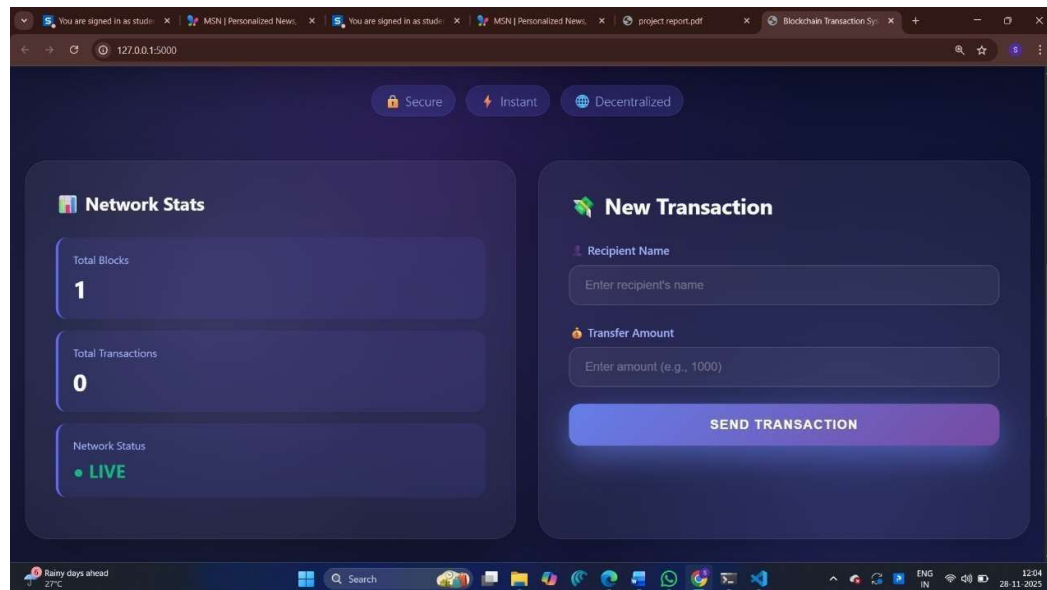 You are signed in as stude
MSN | Personalized News,
You are signed in as stude
MSN | Personalized News,
project report.pdf
Blockchain Transaction Sys
127.0.0.1:5000
S
Secure
Instant
Decentralized
Network Stats
Total Blocks
1
Total Transactions
0
Network Status
● LIVE
New Transaction
Recipient Name
Enter recipient's name
Transfer Amount
Enter amount (e.g., 1000)
SEND TRANSACTION
6
Rainy days ahead
27°C
Search
ENG
IN
12:04
28-11-2025